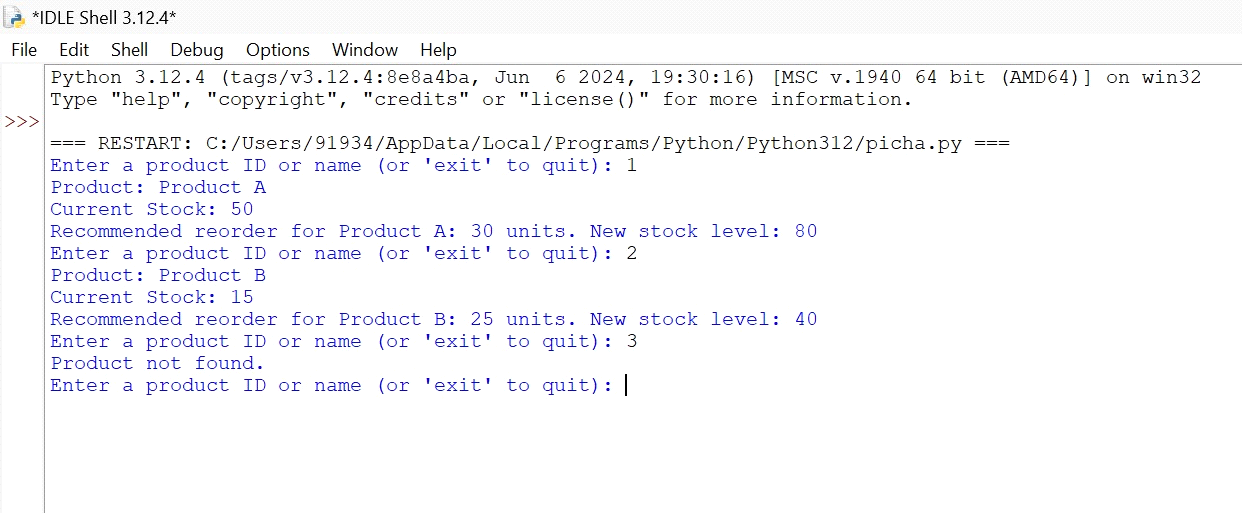 *IDLE Shell 3.12.4*
File Edit Shell Debug Options Window Help
Python 3.12.4 (tags/v3.12.4:8e8a4ba, Jun  6 2024, 19:30:16) [MSC v.1940 64 bit (AMD64)] on win32
Type "help", "copyright", "credits" or "license()" for more information.
>>>
=== RESTART: C:/Users/91934/AppData/Local/Programs/Python/Python312/picha.py ===
Enter a product ID or name (or 'exit' to quit): 1
Product: Product A
Current Stock: 50
Recommended reorder for Product A: 30 units. New stock level: 80
Enter a product ID or name (or 'exit' to quit): 2
Product: Product B
Current Stock: 15
Recommended reorder for Product B: 25 units. New stock level: 40
Enter a product ID or name (or 'exit' to quit): 3
Product not found.
Enter a product ID or name (or 'exit' to quit):